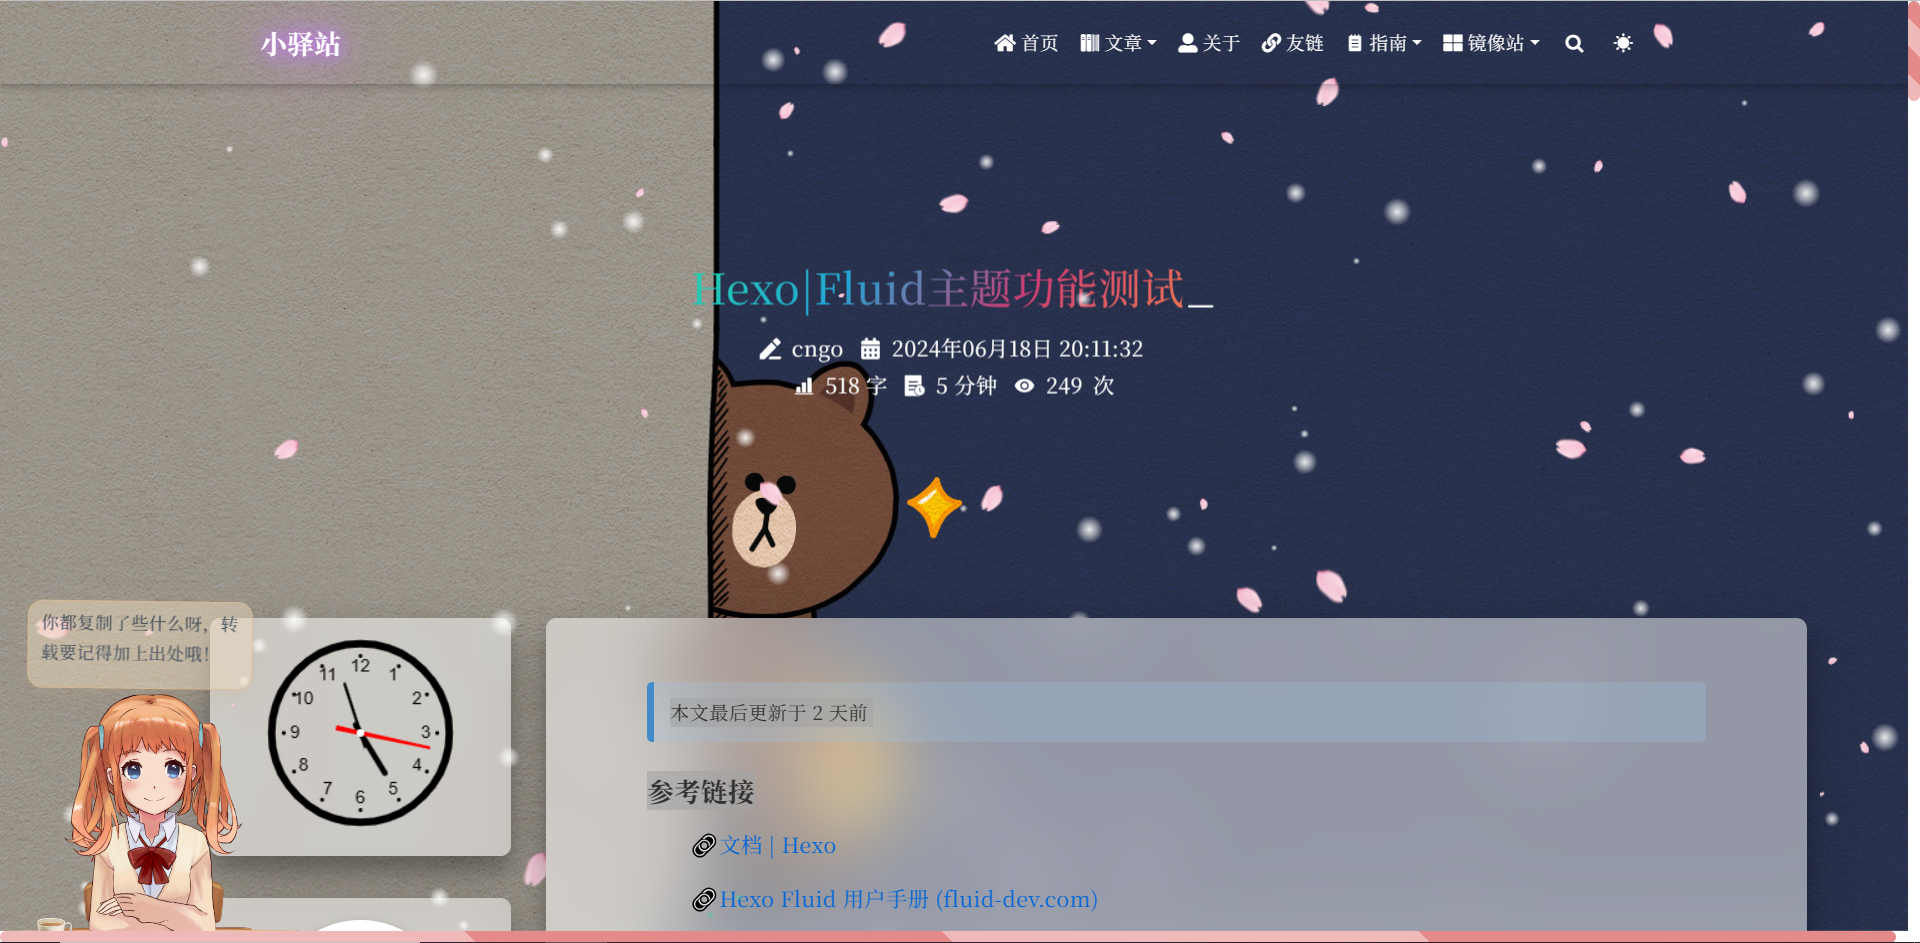 小驿站
首页 文章 关于 友链 指南 镜像站
Hexo|Fluid主题功能测试_
cngo 2024年06月18日 20:11:32
518 字 5 分钟 249 次
你都复制了些什么呀，转
载要记得加上出处哦！
12
11 1
10 2
9 3
8 4
7 5
6
本文最后更新于 2 天前
参考链接
文档 | Hexo
Hexo Fluid 用户手册 (fluid-dev.com)